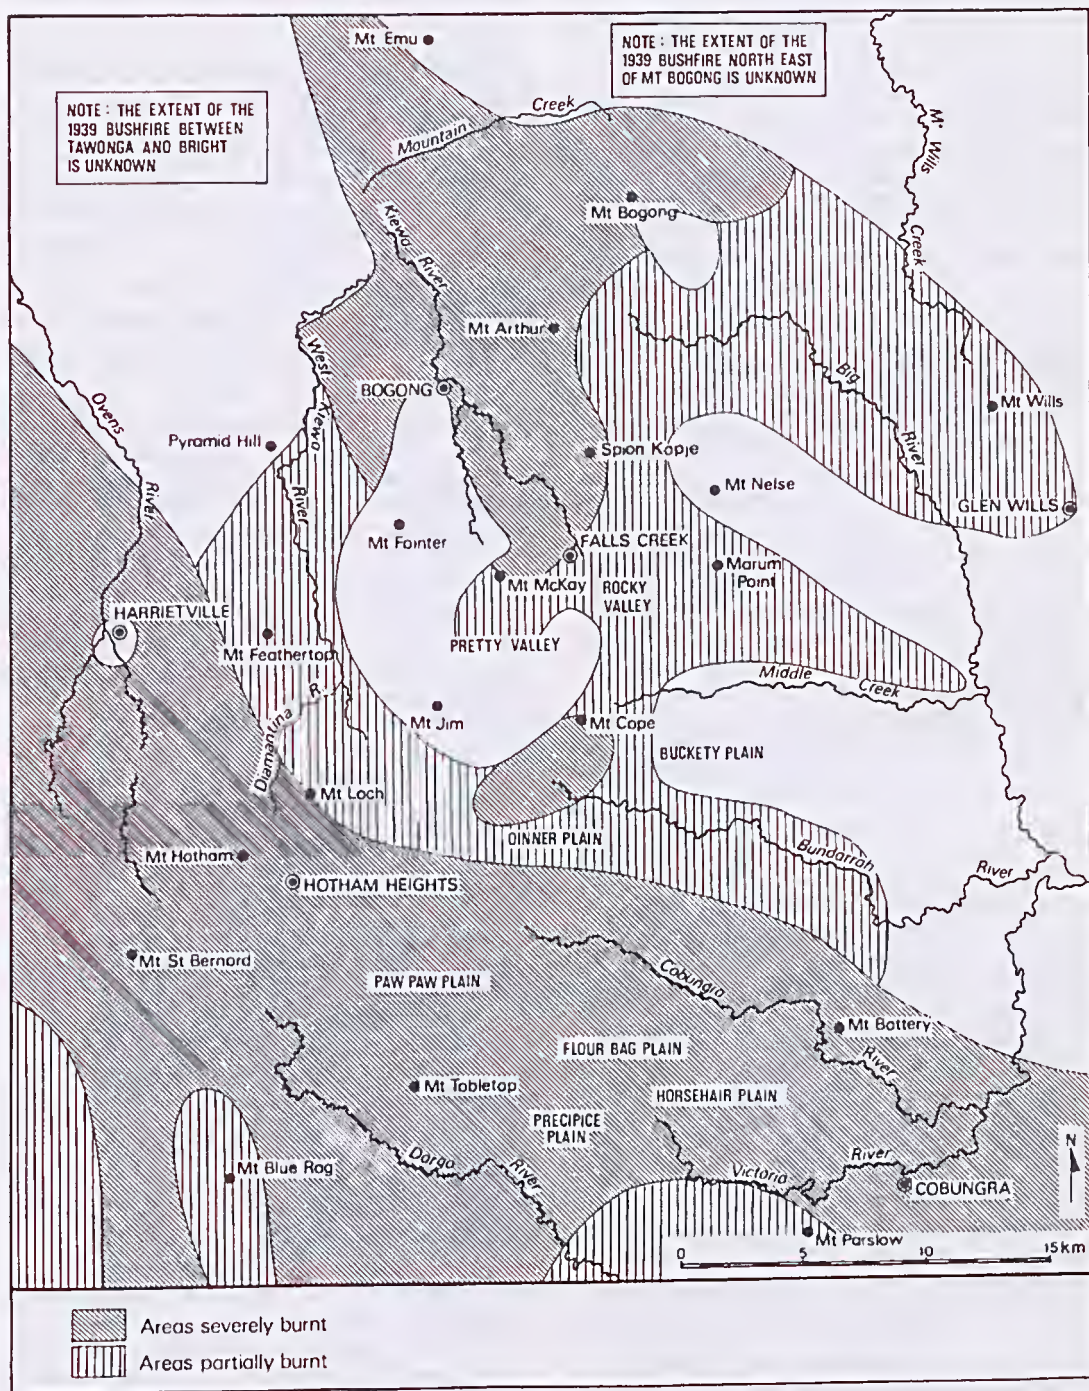 Mt Emu
NOTE : THE EXTENT OF THE
1939 BUSHFIRE NORTH EAST
OF MT BOGONG IS UNKNOWN
NOTE : THE EXTENT OF THE
1939 BUSHFIRE BETWEEN
TAWONGA AND BRIGHT
IS UNKNOWN
Mountain Creek
Mt Wills Creek
Mt Bogong
Kiewa River
Mt Arthur
West Kiewa River
BOGONG
Big River
Mt Wills
Ovens River
Pyramid Hill
Spion Kopje
Mt Nelse
GLEN WILLS
Mt Fointer
FALLS CREEK
Mt McKay
ROCKY
VALLEY
Marum
Point
HARRIETVILLE
Mt Feathertop
PRETTY VALLEY
Middle Creek
Diamantina R.
Mt Jim
Mt Cope
BUCKETY PLAIN
Mt Loch
DINNER PLAIN
Bundarrah River
Mt Hotham
HOTHAM HEIGHTS
Mt St Bernord
PAW PAW PLAIN
Cobungra River
Mt Battery
FLOUR BAG PLAIN
Mt Tobletop
HORSEHAIR PLAIN
PRECIPICE
PLAIN
N
Dargo River
Victoria River
Mt Blue Rag
COBUNGRA
Mt Parslow
0 5 10 15 km
Areas severely burnt
Areas partially burnt